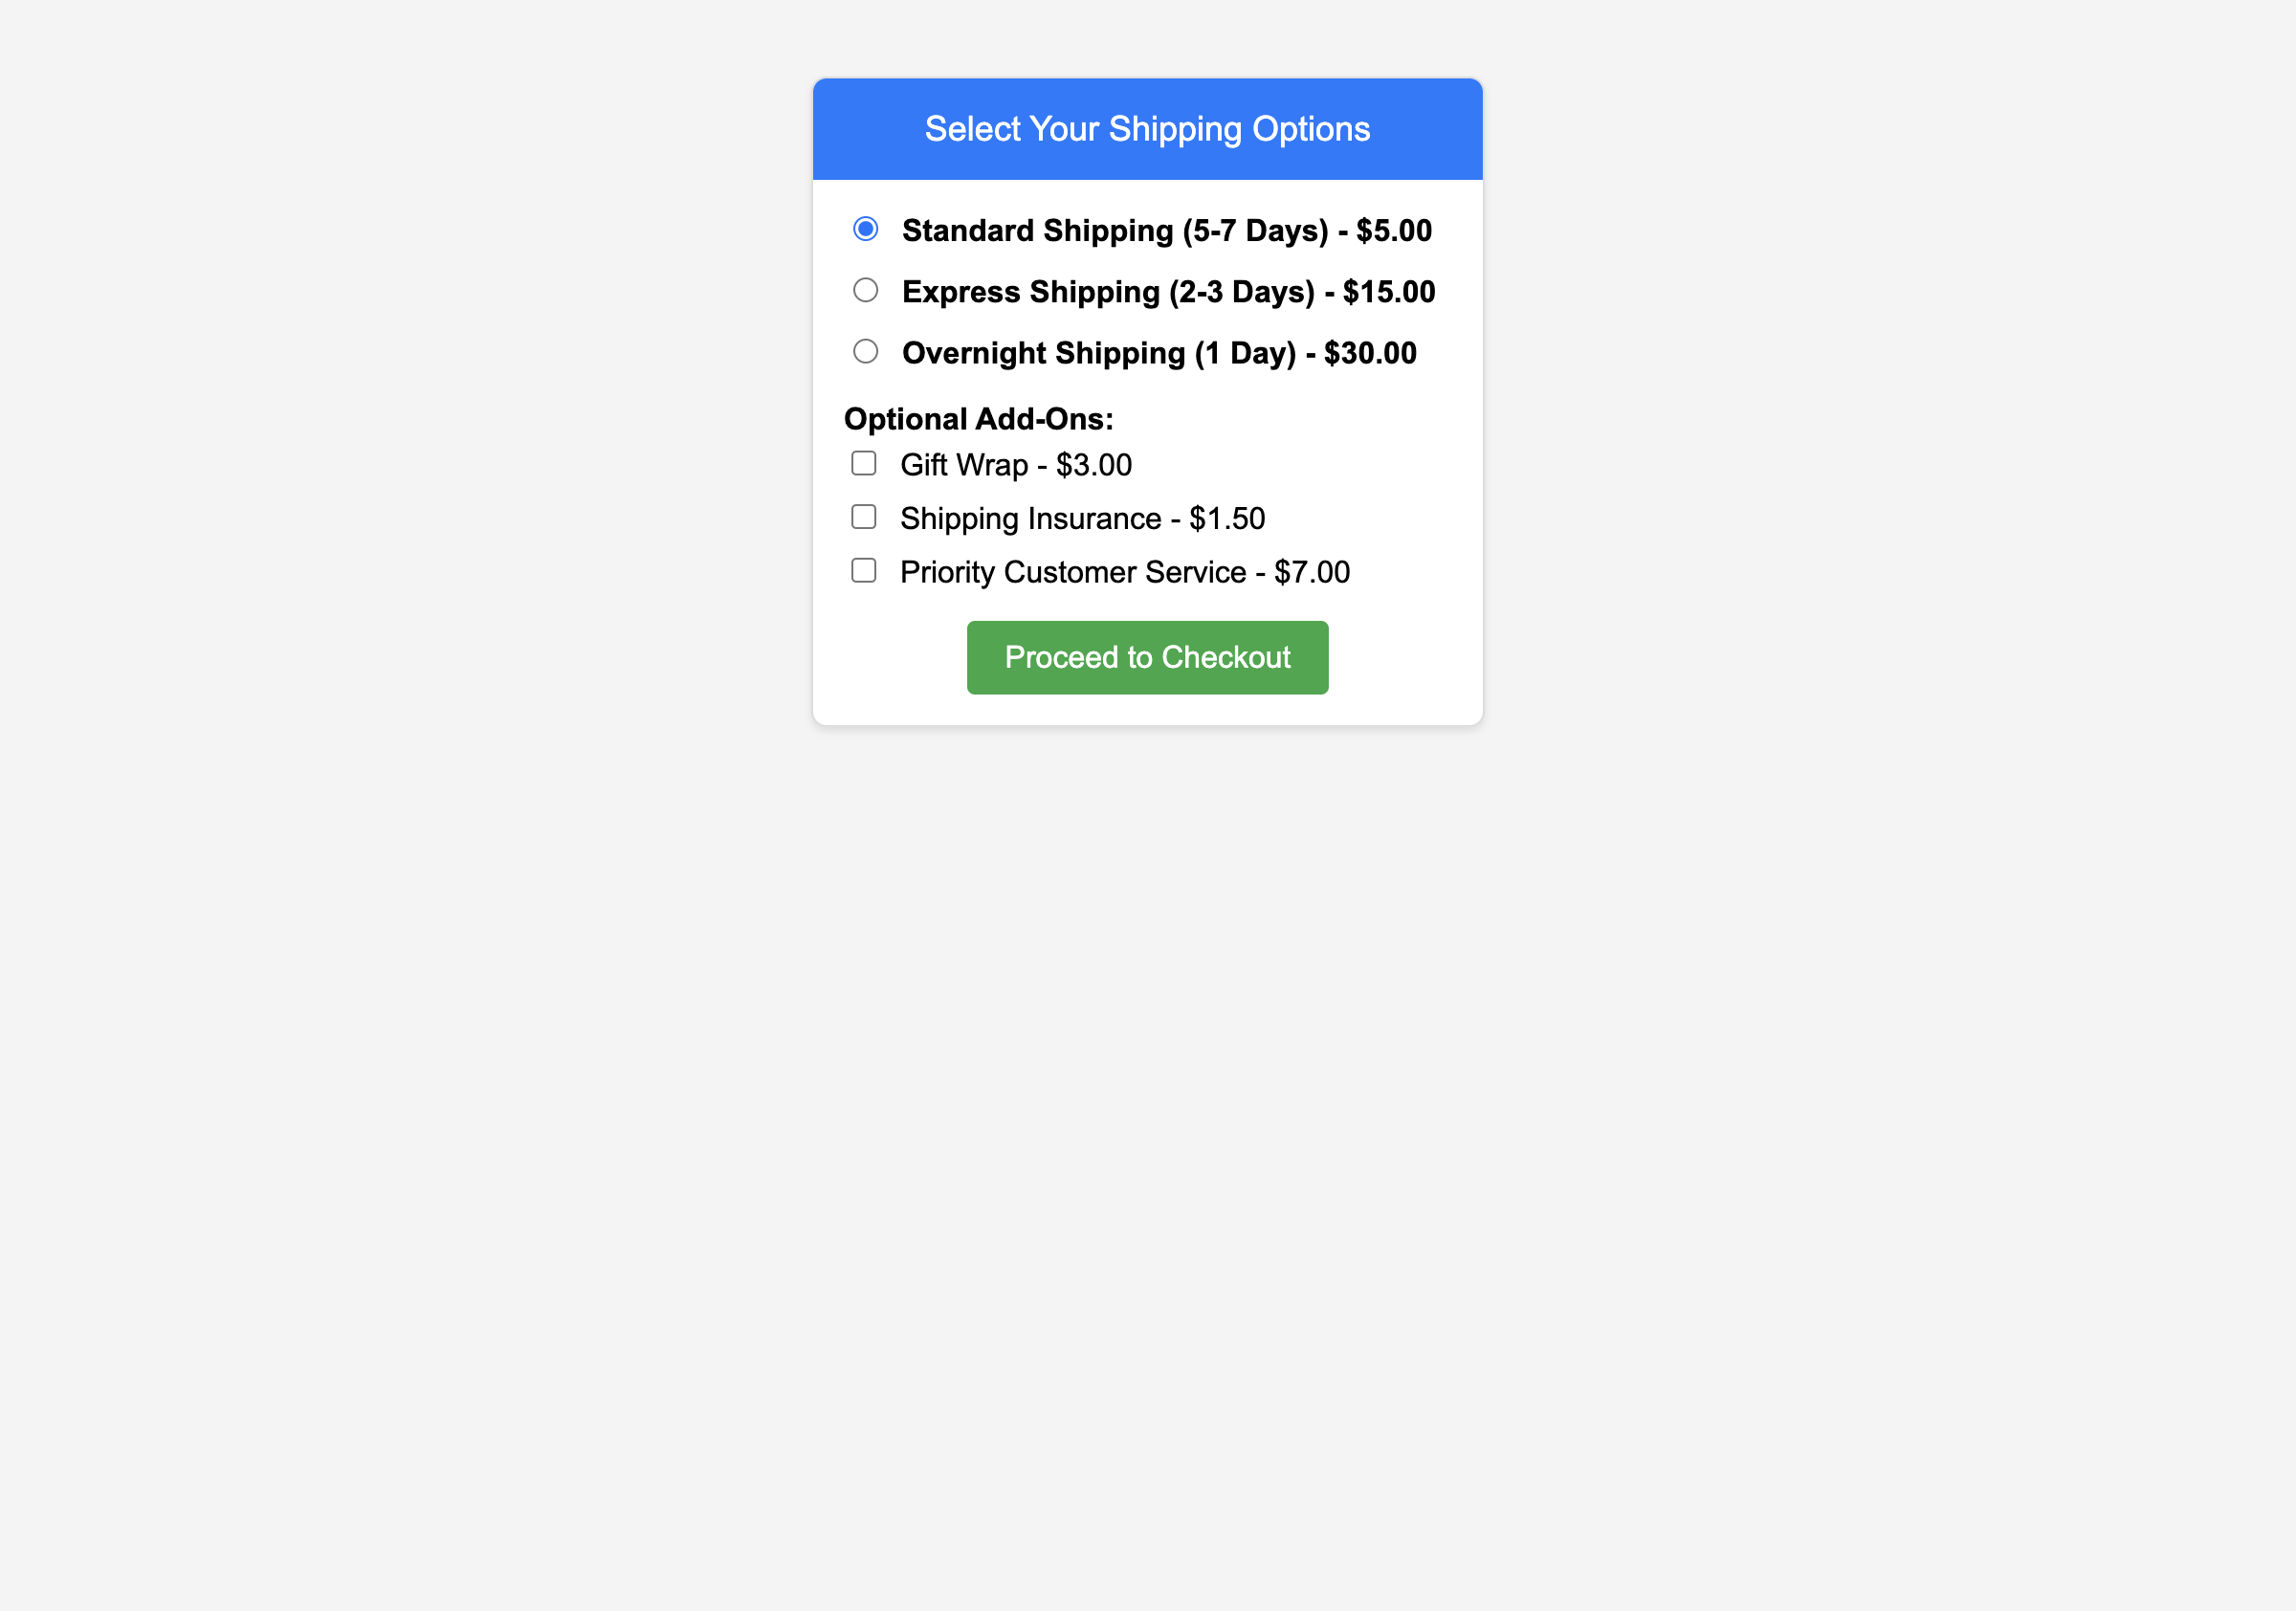 Select Your Shipping Options
Standard Shipping (5-7 Days) - $5.00
Express Shipping (2-3 Days) - $15.00
Overnight Shipping (1 Day) - $30.00
Optional Add-Ons:
Gift Wrap - $3.00
Shipping Insurance - $1.50
Priority Customer Service - $7.00
Proceed to Checkout